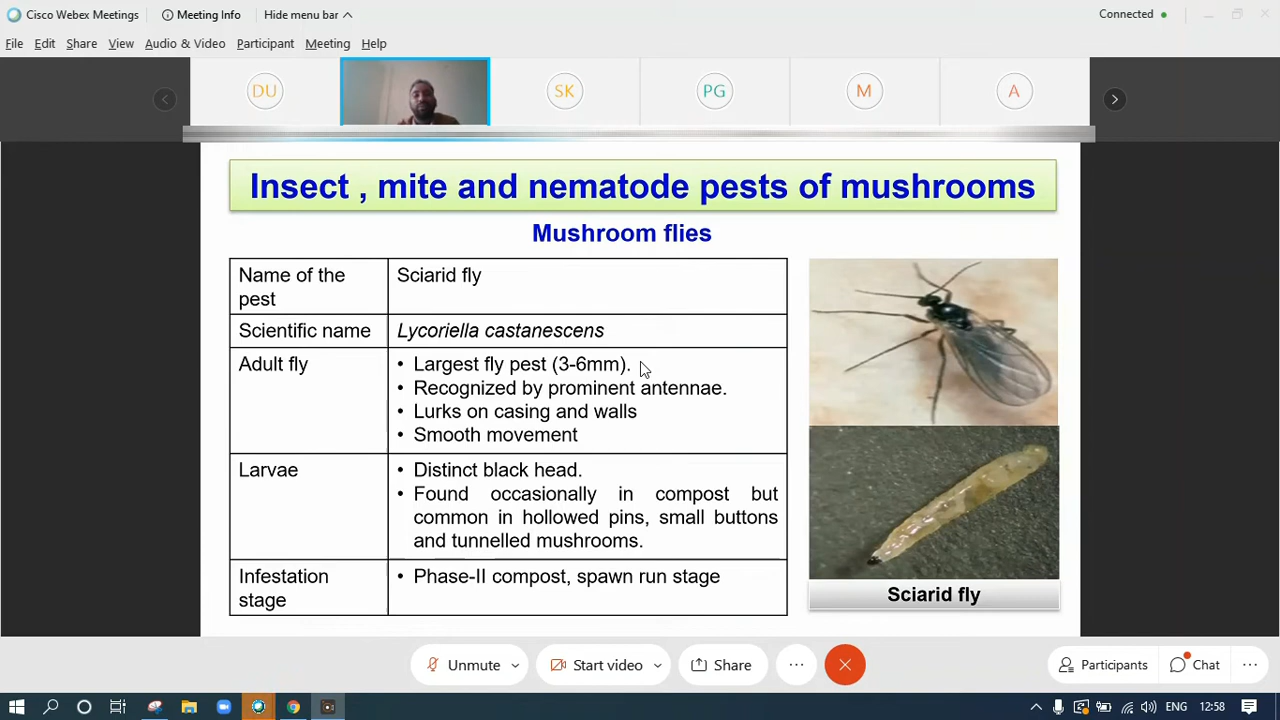 Cisco Webex Meetings Meeting Info Hide menu bar Connected
File Edit Share View Audio & Video Participant Meeting Help
DU SK PG M A
Insect , mite and nematode pests of mushrooms
Mushroom flies
Name of the
pest
Sciarid fly
Scientific name
Lycoriella castanescens
Adult fly
• Largest fly pest (3-6mm).
• Recognized by prominent antennae.
• Lurks on casing and walls
• Smooth movement
Larvae
• Distinct black head.
• Found occasionally in compost but
common in hollowed pins, small buttons
and tunnelled mushrooms.
Infestation
stage
• Phase-II compost, spawn run stage
Sciarid fly
Unmute Start video Share Participants Chat
ENG 12:58